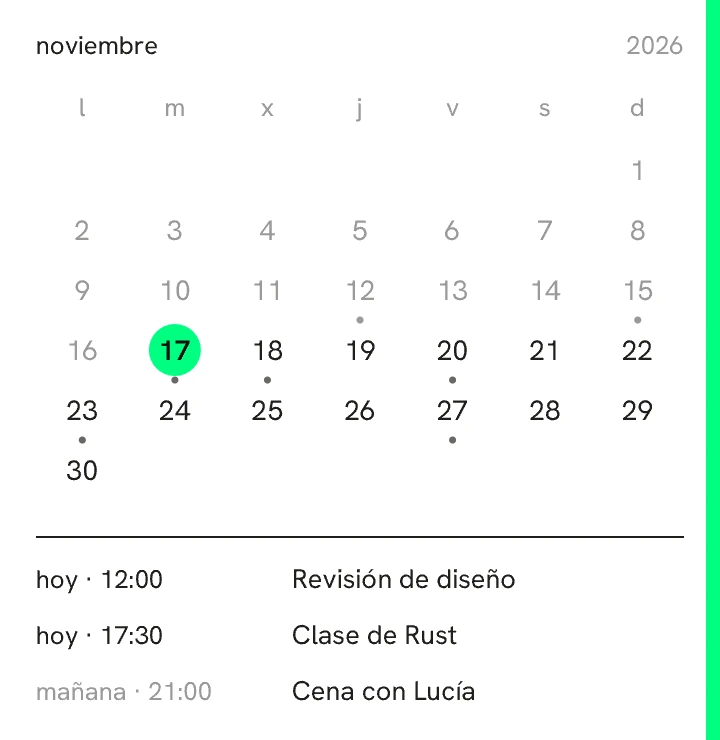 noviembre 2026
l m x j v s d
1
2 3 4 5 6 7 8
9 10 11 12 13 14 15
16 17 18 19 20 21 22
23 24 25 26 27 28 29
30
hoy · 12:00 Revisión de diseño
hoy · 17:30 Clase de Rust
mañana · 21:00 Cena con Lucía